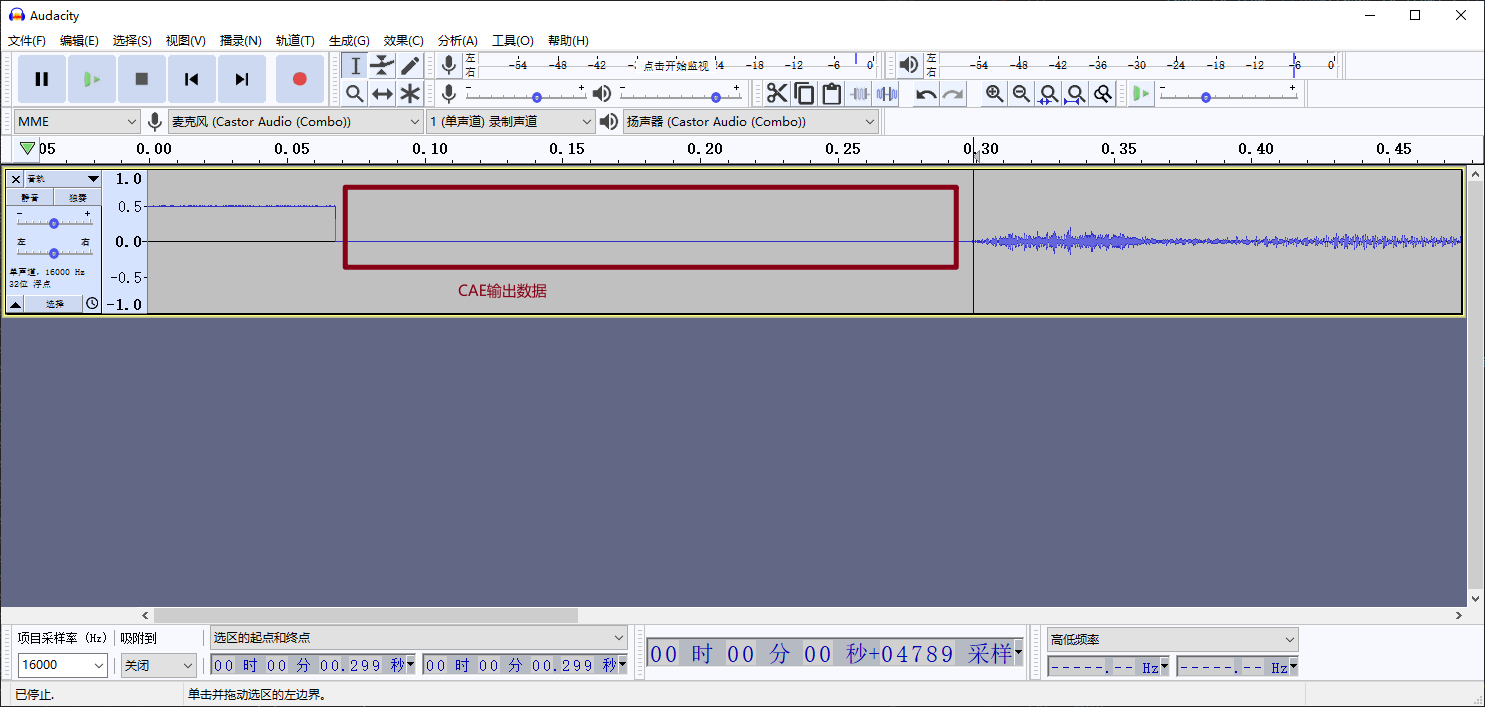 Audacity
文件(F) 编辑(E) 选择(S) 视图(V) 播录(N) 轨道(T) 生成(G) 效果(C) 分析(A) 工具(O) 帮助(H)
左 -54 -48 -42 点击开始监视 -18 -12 -6 0
右
左 -54 -48 -42 -36 -30 -24 -18 -12 -6 0
右
MME 麦克风 (Castor Audio (Combo)) 1 (单声道) 录制声道 扬声器 (Castor Audio (Combo))
05 0.00 0.05 0.10 0.15 0.20 0.25 0.30 0.35 0.40 0.45
音轨 1.0
静音 独奏 0.5
- +
左 右 0.0
单声道, 16000 Hz -0.5
32位 浮点
选择 -1.0
CAE输出数据
项目采样率 (Hz) 吸附到 选区的起点和终点
16000 关闭 00 时 00 分 00.299 秒 00 时 00 分 00.299 秒
00 时 00 分 00 秒+04789 采样
高低频率
-----.-- Hz -----.-- Hz
已停止. 单击并拖动选区的左边界。